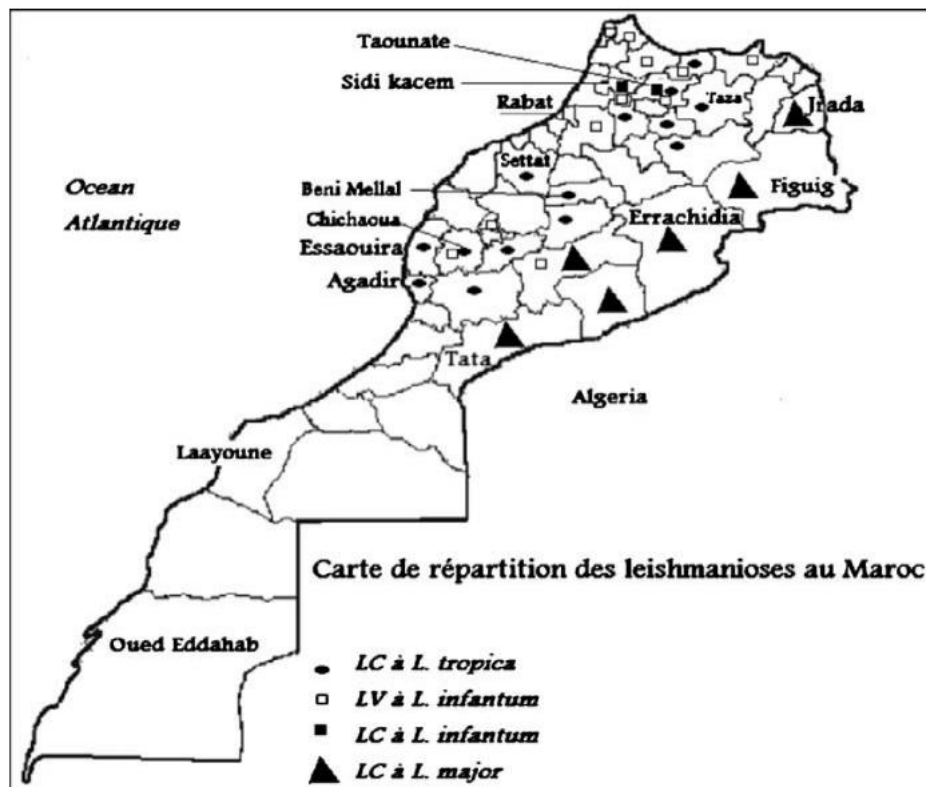 Taounate
Sidi kacem
Rabat
Taza
Jrada
Settat
Ocean
Atlantique
Beni Mellal
Figuig
Chichaoua
Errachidia
Essaouira
Agadir
Tata
Algeria
Laayoune
Carte de répartition des leishmanioses au Maroc
Oued Eddahab
LC à L. tropica
LV à L. infantum
LC à L. infantum
LC à L. major